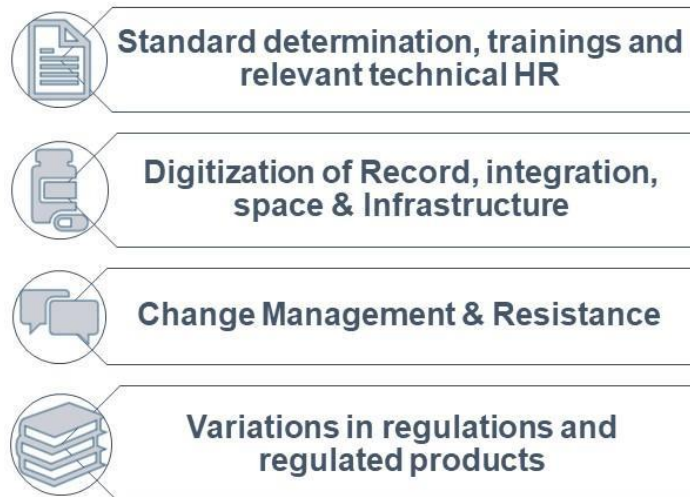 Standard determination, trainings and
relevant technical HR
Digitization of Record, integration,
space & Infrastructure
Change Management & Resistance
Variations in regulations and
regulated products